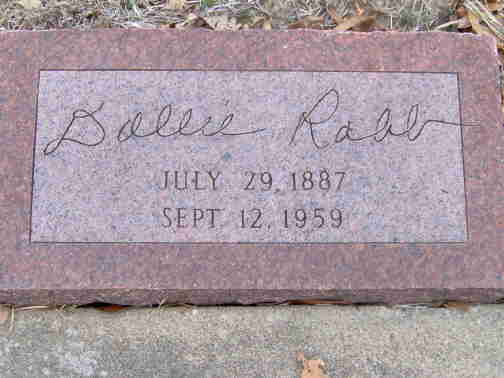 Dollie Rabb
JULY 29, 1887
SEPT 12, 1959